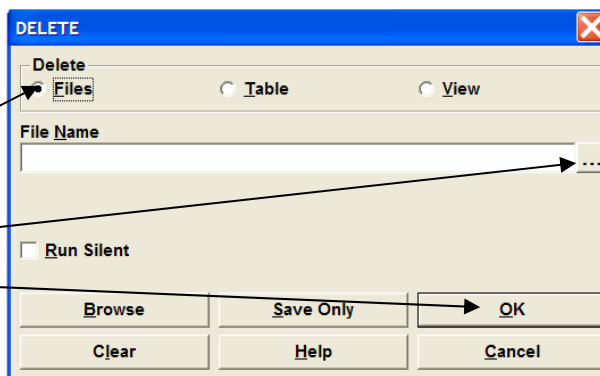 DELETE
Delete
Files Table View
File Name
...
Run Silent
Browse Save Only OK
Clear Help Cancel